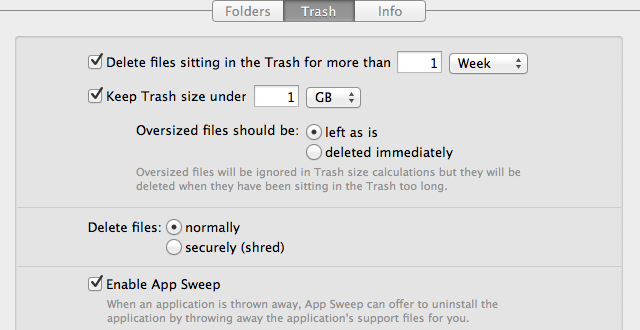 Folders Trash Info
Delete files sitting in the Trash for more than 1 Week
Keep Trash size under 1 GB
Oversized files should be: left as is
deleted immediately
Oversized files will be ignored in Trash size calculations but they will be
deleted when they have been sitting in the Trash too long.
Delete files: normally
securely (shred)
Enable App Sweep
When an application is thrown away, App Sweep can offer to uninstall the
application by throwing away the application's support files for you.